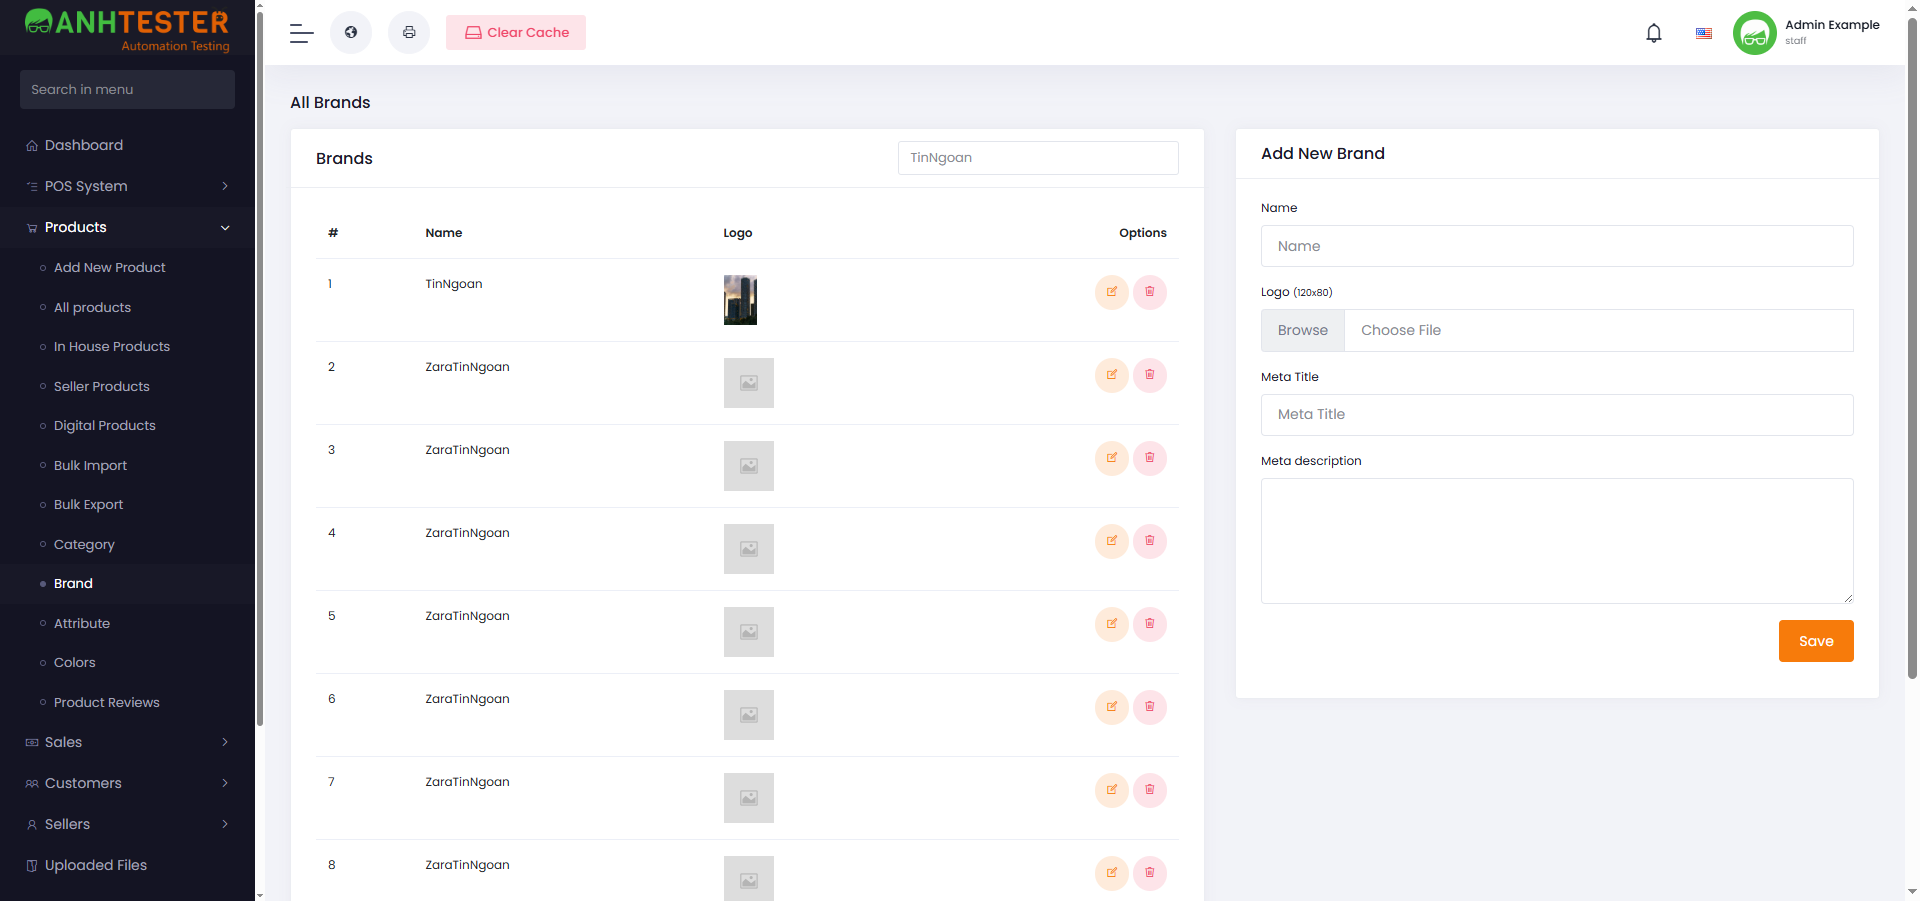 ANHTESTER
Automation Testing
Search in menu
Dashboard
POS System
Products
Add New Product
All products
In House Products
Seller Products
Digital Products
Bulk Import
Bulk Export
Category
Brand
Attribute
Colors
Product Reviews
Sales
Customers
Sellers
Uploaded Files
Clear Cache
Admin Example
staff
All Brands
Brands
TinNgoan
# Name Logo Options
1 TinNgoan
2 ZaraTinNgoan
3 ZaraTinNgoan
4 ZaraTinNgoan
5 ZaraTinNgoan
6 ZaraTinNgoan
7 ZaraTinNgoan
8 ZaraTinNgoan
Add New Brand
Name
Name
Logo (120x80)
Browse Choose File
Meta Title
Meta Title
Meta description
Save